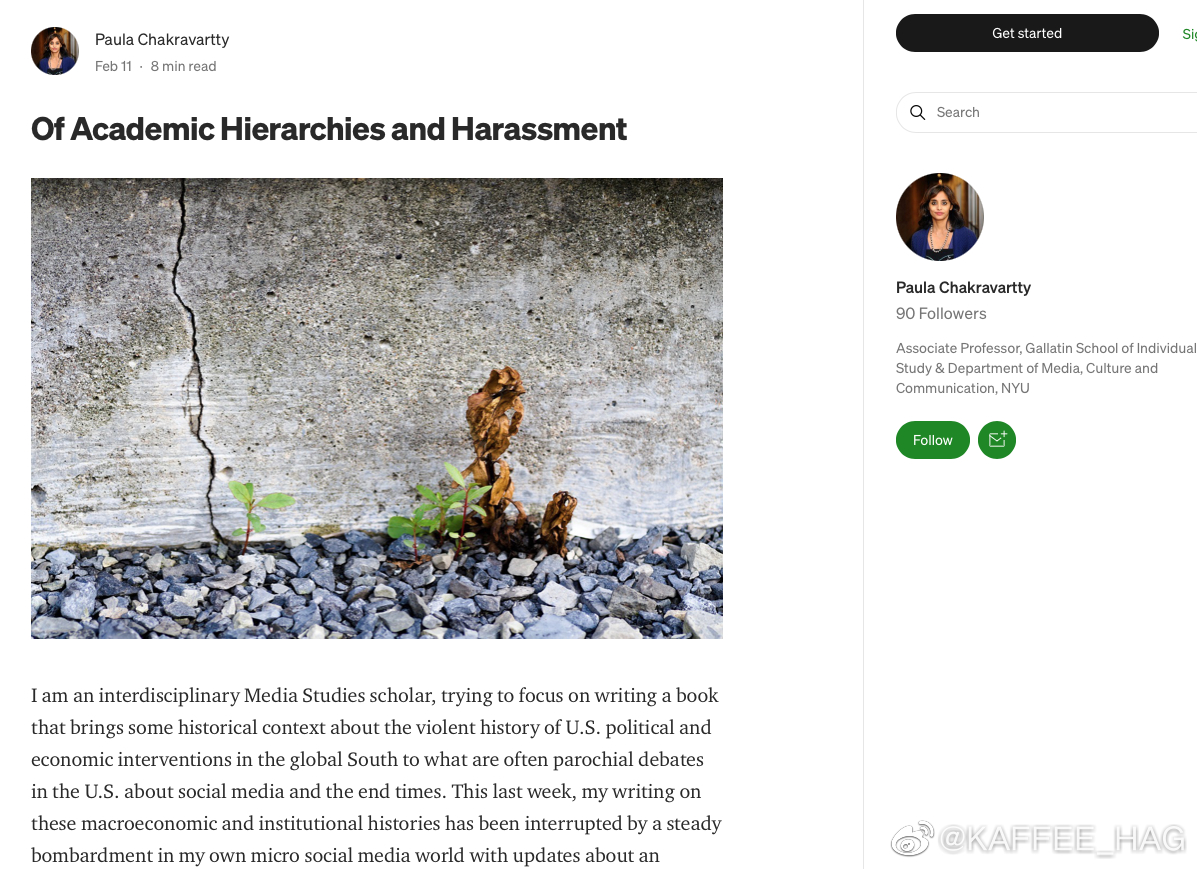 Paula Chakravartty
Feb 11 · 8 min read
Of Academic Hierarchies and Harassment
I am an interdisciplinary Media Studies scholar, trying to focus on writing a book
that brings some historical context about the violent history of U.S. political and
economic interventions in the global South to what are often parochial debates
in the U.S. about social media and the end times. This last week, my writing on
these macroeconomic and institutional histories has been interrupted by a steady
bombardment in my own micro social media world with updates about an
Get started
Search
Paula Chakravartty
90 Followers
Associate Professor, Gallatin School of Individual
Study & Department of Media, Culture and
Communication, NYU
Follow
@KAFFEE_HAG